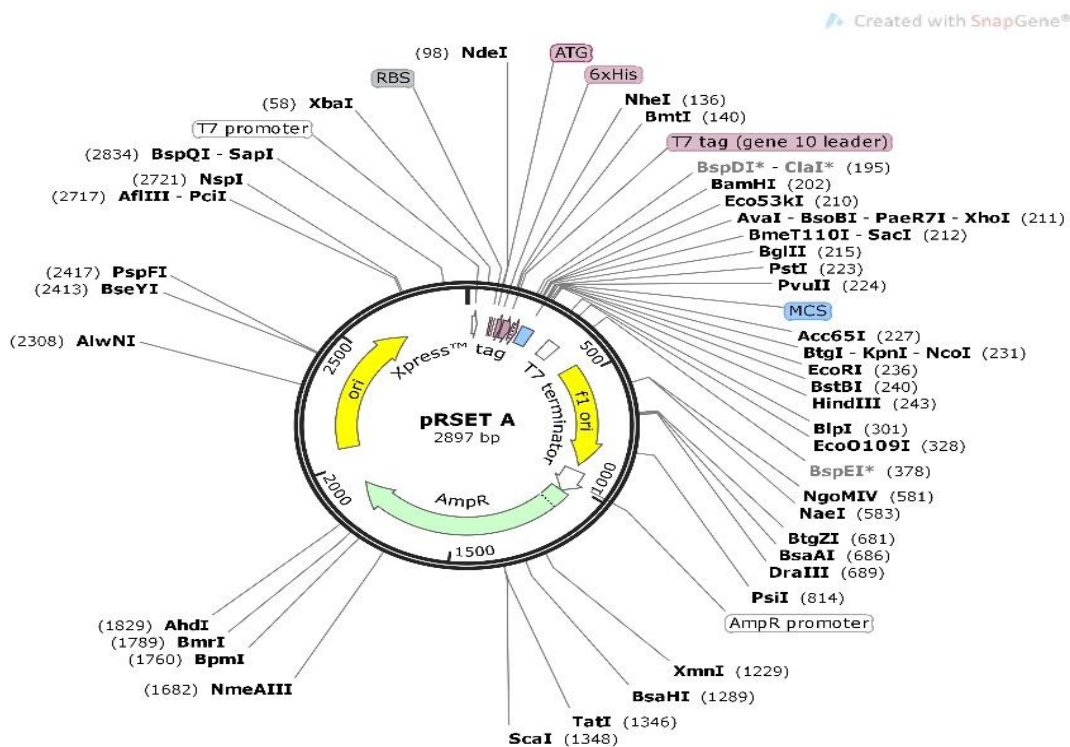 Created with SnapGene®
(98) NdeI
ATG
RBS
6xHis
(58) XbaI
NheI (136)
BmtI (140)
T7 promoter
T7 tag (gene 10 leader)
(2834) BspQI - SapI
BspDI* - ClaI* (195)
(2721) NspI
BamHI (202)
(2717) AflIII - PciI
Eco53kI (210)
AvaI - BsoBI - PaeR7I - XhoI (211)
BmeT110I - SacI (212)
BglII (215)
(2417) PspFI
PstI (223)
(2413) BseYI
PvuII (224)
MCS
(2308) AlwNI
Acc65I (227)
BtgI - KpnI - NcoI (231)
EcoRI (236)
BstBI (240)
HindIII (243)
BlpI (301)
EcoO109I (328)
BspEI* (378)
NgoMIV (581)
NaeI (583)
BtgZI (681)
BsaAI (686)
DraIII (689)
PsiI (814)
AmpR promoter
2500
500
ori
Xpress™ tag
T7 terminator
f1 ori
pRSET A
2897 bp
2000
1000
AmpR
1500
(1829) AhdI
(1789) BmrI
(1760) BpmI
(1682) NmeAIII
XmnI (1229)
BsaHI (1289)
TatI (1346)
ScaI (1348)